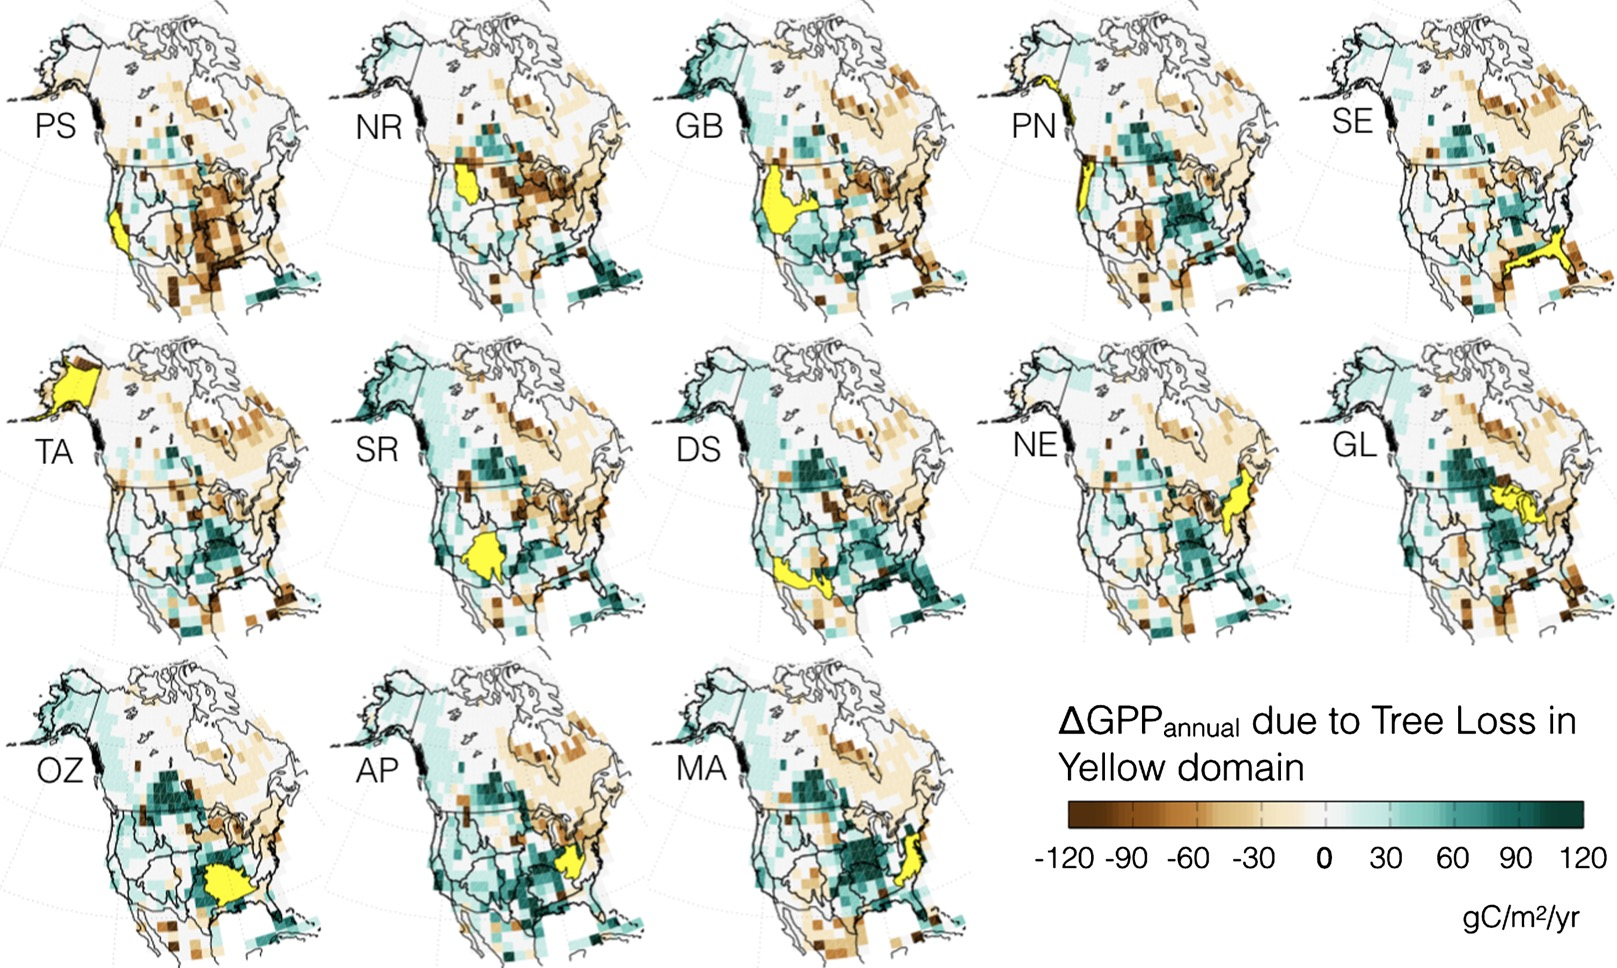 PS
NR
GB
PN
SE
TA
SR
DS
NE
GL
OZ
AP
MA
ΔGPPannual due to Tree Loss in
Yellow domain
-120 -90 -60 -30 0 30 60 90 120
gC/m²/yr